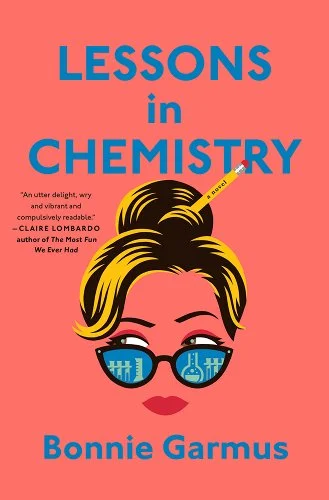 LESSONS
in
CHEMISTRY
a novel
"An utter delight, wry
and vibrant and
compulsively readable."
—CLAIRE LOMBARDO
author of The Most Fun
We Ever Had
Bonnie Garmus